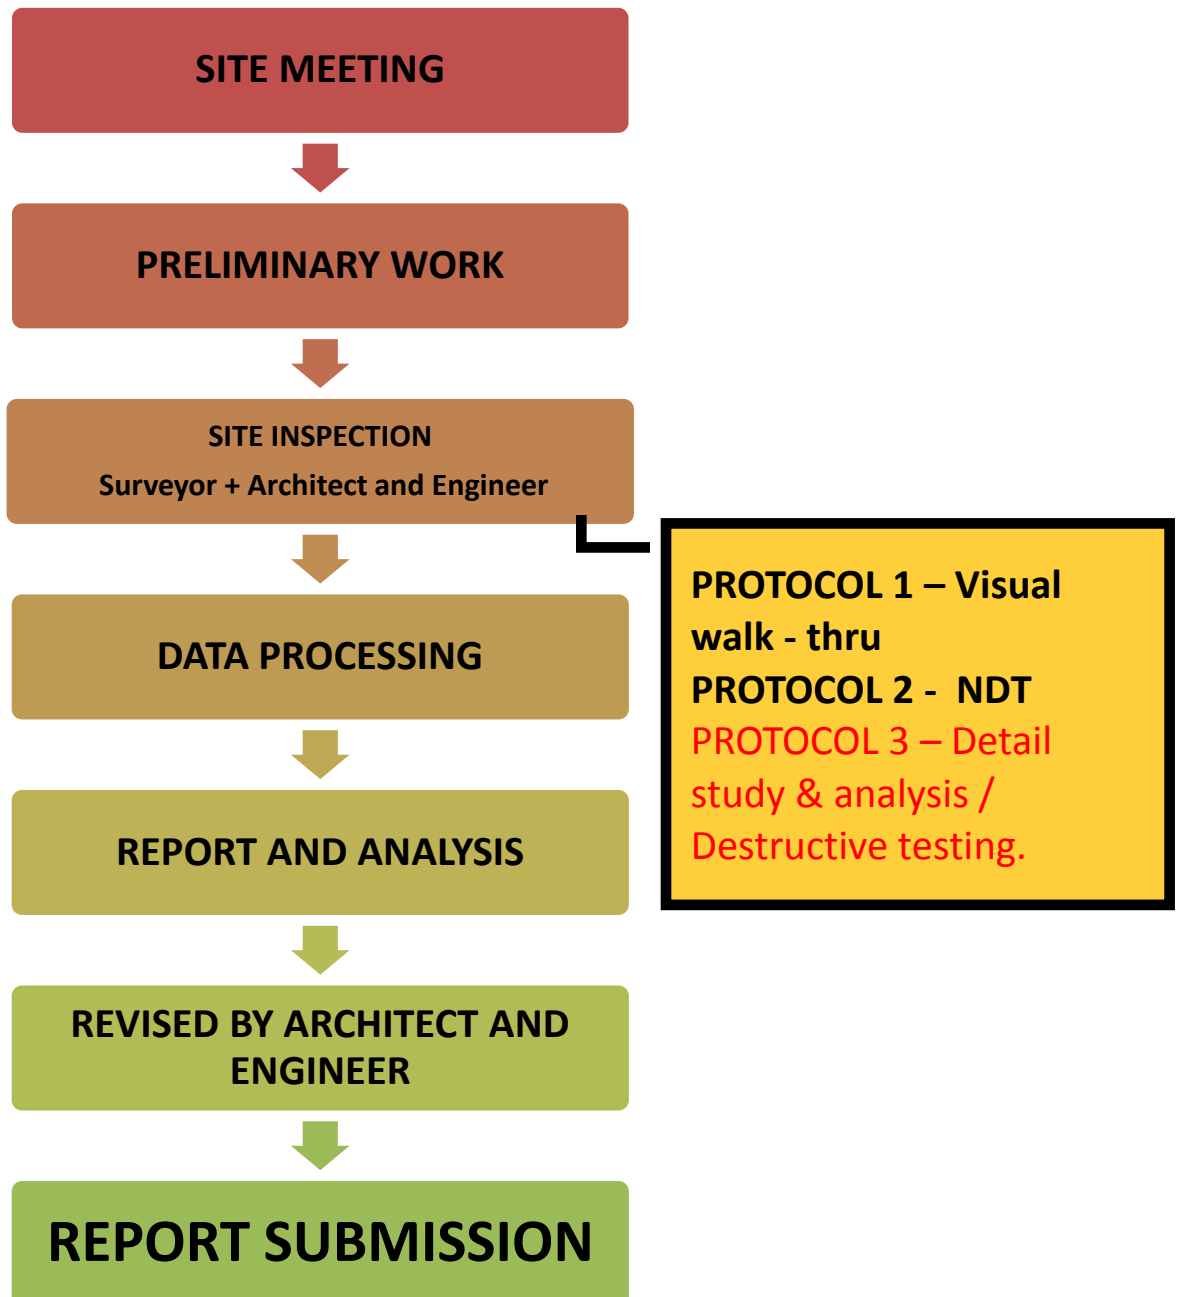 SITE MEETING
PRELIMINARY WORK
SITE INSPECTION
Surveyor + Architect and Engineer
PROTOCOL 1 – Visual
walk - thru
PROTOCOL 2 - NDT
PROTOCOL 3 – Detail
study & analysis /
Destructive testing.
DATA PROCESSING
REPORT AND ANALYSIS
REVISED BY ARCHITECT AND
ENGINEER
REPORT SUBMISSION